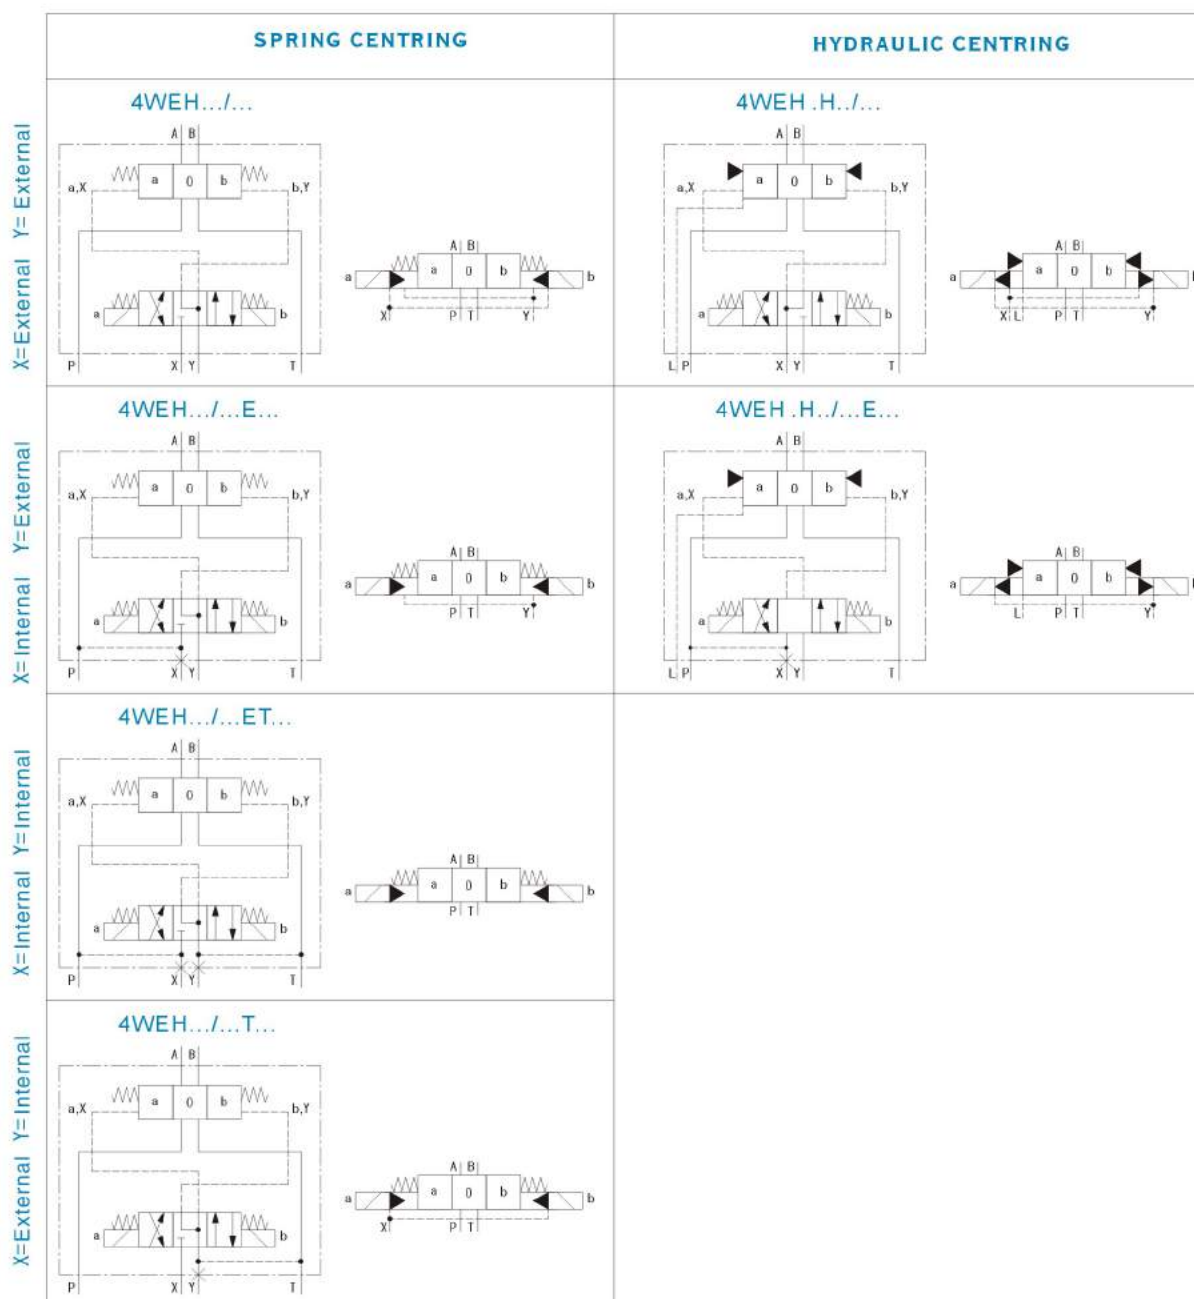 SPRING CENTRING
HYDRAULIC CENTRING
X=External Y= External
4WEH.../...
A B
a,X
a 0 b
b,Y
a
b
P X Y T
A B
a
a 0 b
b
X P T Y
4WEH .H../...
A B
a,X
a 0 b
b,Y
a
b
L P X Y T
A B
a
a 0 b
X L P T Y
X=Internal Y=External
4WEH.../...E...
A B
a,X
a 0 b
b,Y
a
b
P X Y T
A B
a
a 0 b
b
P T Y
4WEH .H../...E...
A B
a,X
a 0 b
b,Y
a
b
L P X Y T
A B
a
a 0 b
L P T Y
X=Internal Y=Internal
4WEH.../...ET...
A B
a,X
a 0 b
b,Y
a
b
P X Y T
A B
a
a 0 b
b
P T
X=External Y=Internal
4WEH.../...T...
A B
a,X
a 0 b
b,Y
a
b
P X Y T
A B
a
a 0 b
b
X P T